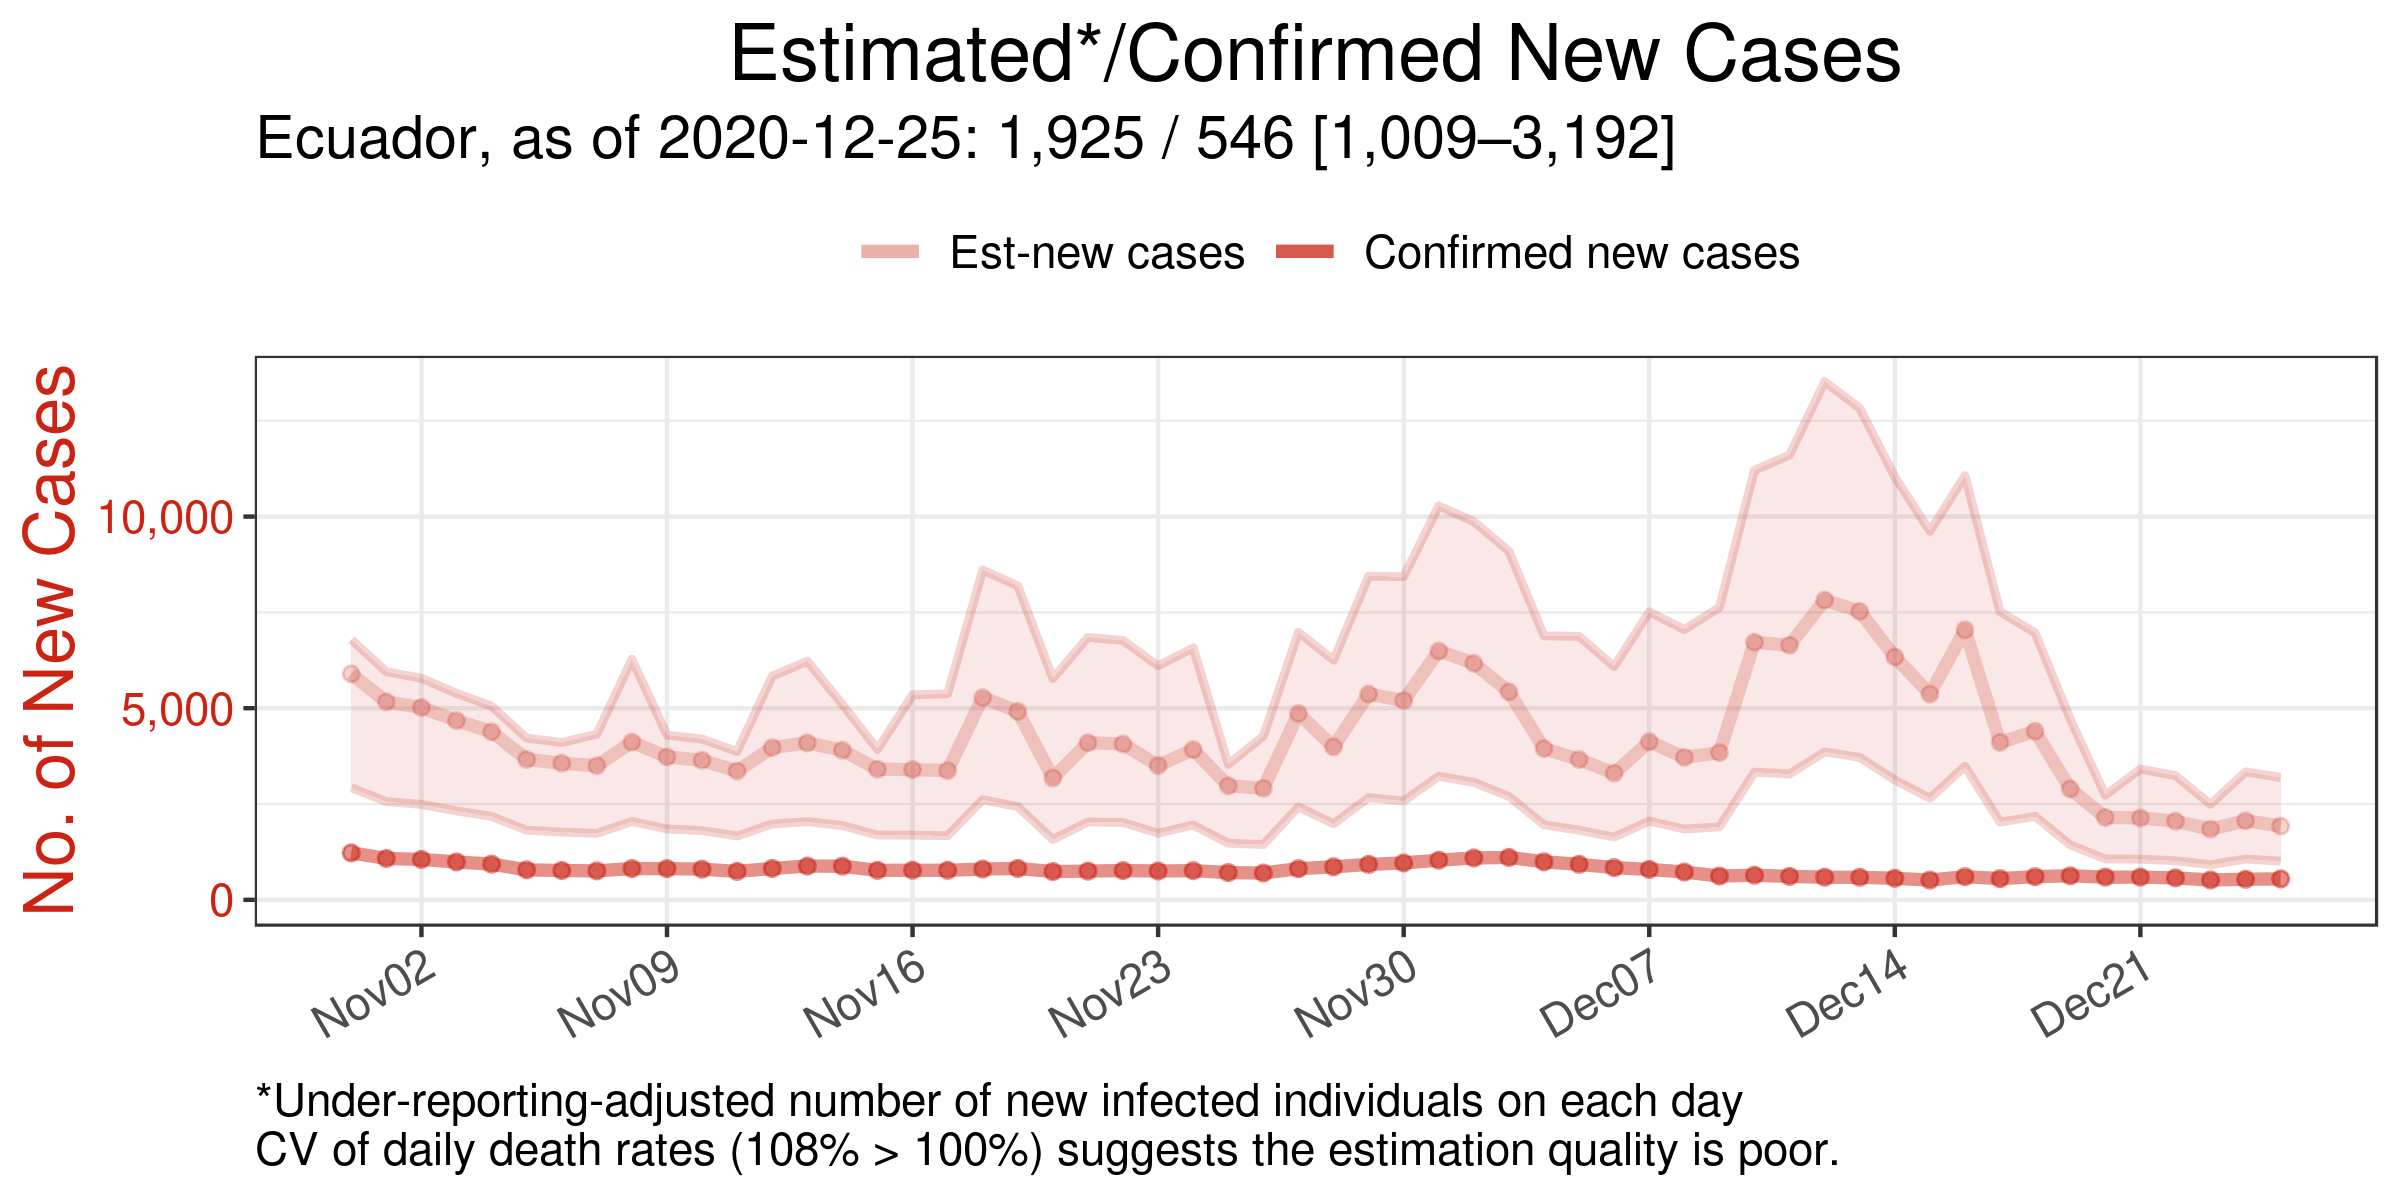 Estimated*/Confirmed New Cases
Ecuador, as of 2020-12-25: 1,925 / 546 [1,009–3,192]
Est-new cases
Confirmed new cases
No. of New Cases
10,000
5,000
0
Nov02
Nov09
Nov16
Nov23
Nov30
Dec07
Dec14
Dec21
*Under-reporting-adjusted number of new infected individuals on each day
CV of daily death rates (108% > 100%) suggests the estimation quality is poor.